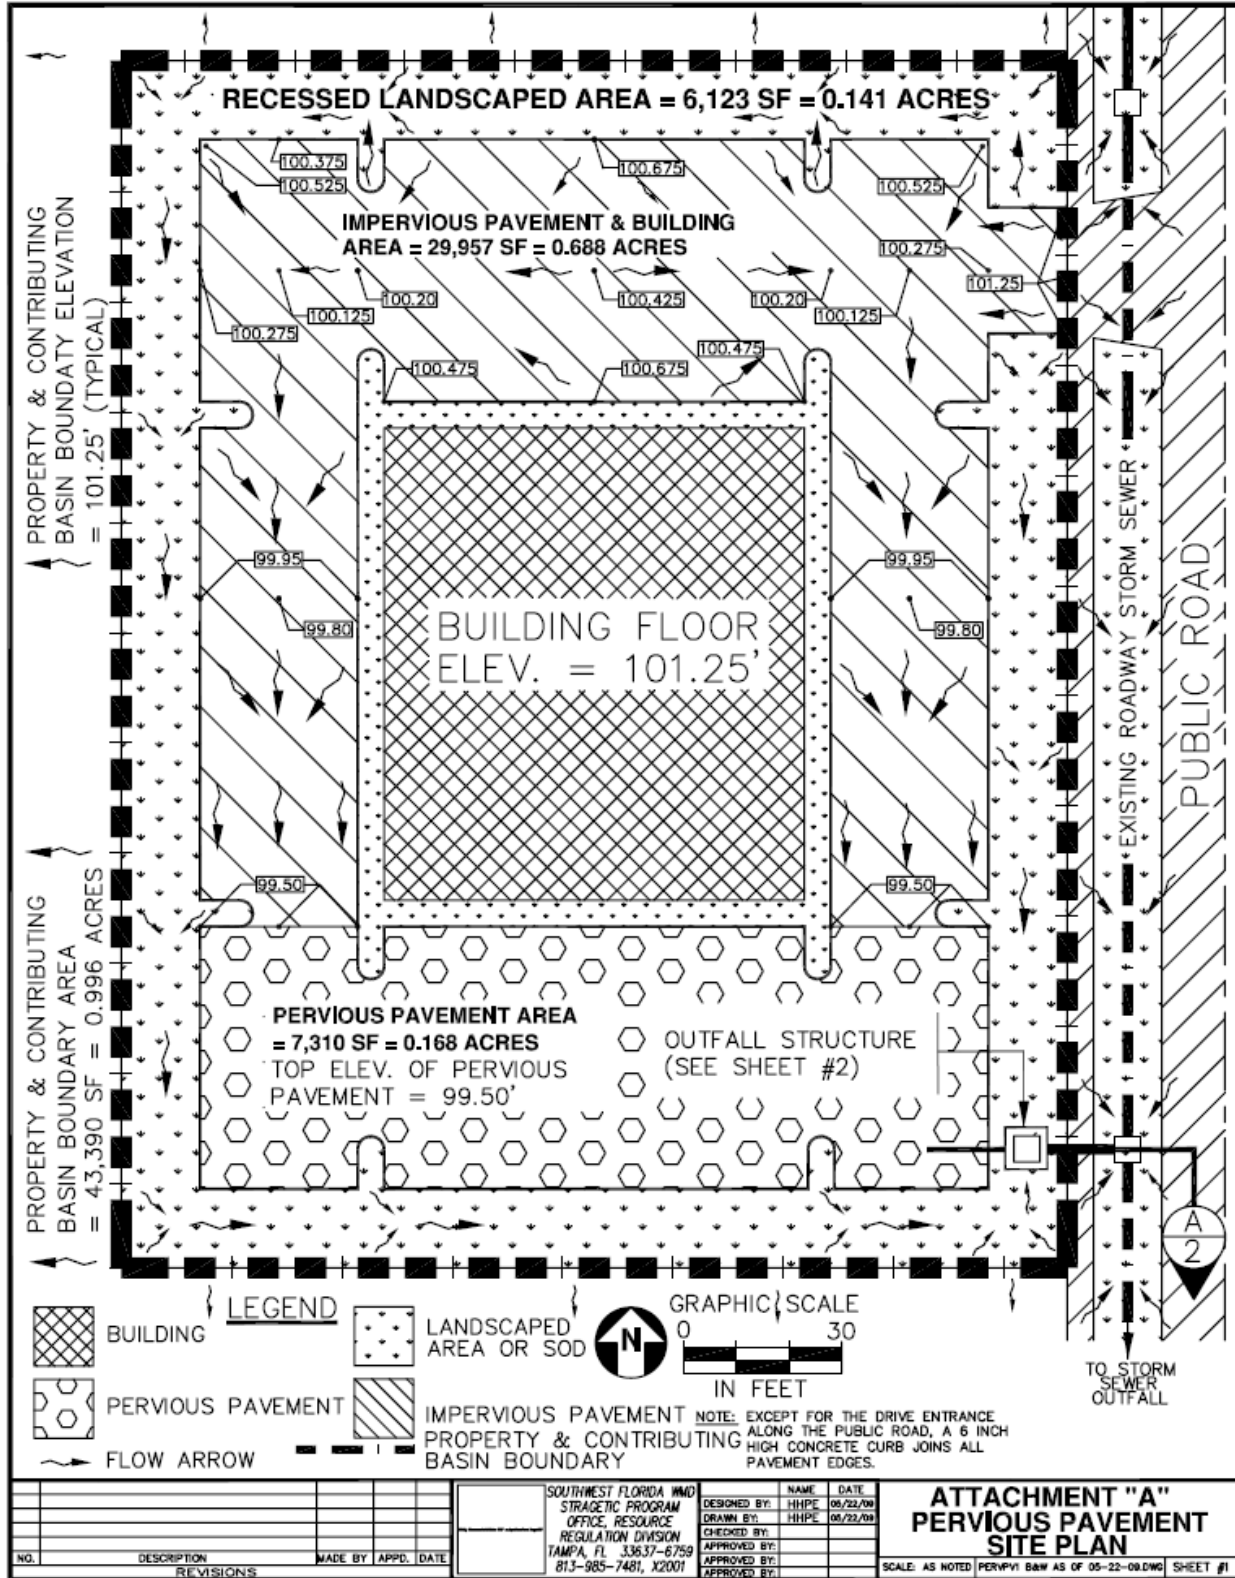 RECESSED LANDSCAPED AREA = 6,123 SF = 0.141 ACRES
100.375
100.525
100.675
100.525
IMPERVIOUS PAVEMENT & BUILDING
AREA = 29,957 SF = 0.688 ACRES
100.275
101.25
100.20
100.425
100.20
100.125
100.125
100.275
100.475
100.475
100.675
PROPERTY & CONTRIBUTING
BASIN BOUNDATY ELEVATION
= 101.25' (TYPICAL)
99.95
99.95
99.80
99.80
BUILDING FLOOR
ELEV. = 101.25'
EXISTING ROADWAY STORM SEWER
PUBLIC ROAD
99.50
99.50
PROPERTY & CONTRIBUTING
BASIN BOUNDARY AREA
= 43,390 SF = 0.996 ACRES
PERVIOUS PAVEMENT AREA
= 7,310 SF = 0.168 ACRES
TOP ELEV. OF PERVIOUS
PAVEMENT = 99.50'
OUTFALL STRUCTURE
(SEE SHEET #2)
A
2
LEGEND
BUILDING
LANDSCAPED
AREA OR SOD
PERVIOUS PAVEMENT
IMPERVIOUS PAVEMENT
FLOW ARROW
PROPERTY & CONTRIBUTING
BASIN BOUNDARY
N
GRAPHIC SCALE
0 30
IN FEET
TO STORM
SEWER
OUTFALL
NOTE: EXCEPT FOR THE DRIVE ENTRANCE
ALONG THE PUBLIC ROAD, A 6 INCH
HIGH CONCRETE CURB JOINS ALL
PAVEMENT EDGES.
NO. DESCRIPTION MADE BY APPD. DATE
REVISIONS
SOUTHWEST FLORIDA WMD
STRAGETIC PROGRAM
OFFICE, RESOURCE
REGULATION DIVISION
TAMPA, FL 33637-6759
813-985-7481, X2001
NAME DATE
DESIGNED BY: HHPE 05/22/09
DRAWN BY: HHPE 05/22/09
CHECKED BY:
APPROVED BY:
APPROVED BY:
APPROVED BY:
ATTACHMENT "A"
PERVIOUS PAVEMENT
SITE PLAN
SCALE: AS NOTED PERVPV1 B&W AS OF 05-22-09.DWG SHEET #1